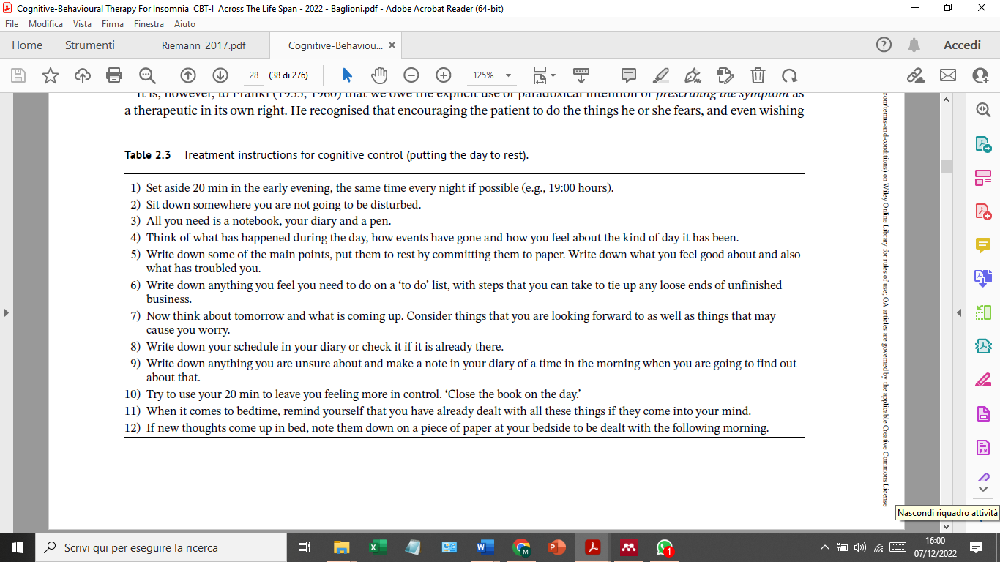 Cognitive-Behavioural Therapy For Insomnia CBT-I Across The Life Span - 2022 - Baglioni.pdf - Adobe Acrobat Reader (64-bit)
File Modifica Vista Firma Finestra Aiuto
Home Strumenti Riemann_2017.pdf Cognitive-Behaviou... × Accedi
28 (38 di 276) 125%
It is, however, to Frankl (1955, 1960) that we owe the explicit use of paradoxical intention or prescribing the symptom as
a therapeutic in its own right. He recognised that encouraging the patient to do the things he or she fears, and even wishing
Table 2.3 Treatment instructions for cognitive control (putting the day to rest).
1) Set aside 20 min in the early evening, the same time every night if possible (e.g., 19:00 hours).
2) Sit down somewhere you are not going to be disturbed.
3) All you need is a notebook, your diary and a pen.
4) Think of what has happened during the day, how events have gone and how you feel about the kind of day it has been.
5) Write down some of the main points, put them to rest by committing them to paper. Write down what you feel good about and also
what has troubled you.
6) Write down anything you feel you need to do on a ‘to do’ list, with steps that you can take to tie up any loose ends of unfinished
business.
7) Now think about tomorrow and what is coming up. Consider things that you are looking forward to as well as things that may
cause you worry.
8) Write down your schedule in your diary or check it if it is already there.
9) Write down anything you are unsure about and make a note in your diary of a time in the morning when you are going to find out
about that.
10) Try to use your 20 min to leave you feeling more in control. ‘Close the book on the day.’
11) When it comes to bedtime, remind yourself that you have already dealt with all these things if they come into your mind.
12) If new thoughts come up in bed, note them down on a piece of paper at your bedside to be dealt with the following morning.
com/terms-and-conditions) on Wiley Online Library for rules of use; OA articles are governed by the applicable Creative Commons License
Nascondi riquadro attività
Scrivi qui per eseguire la ricerca
1
16:00
07/12/2022